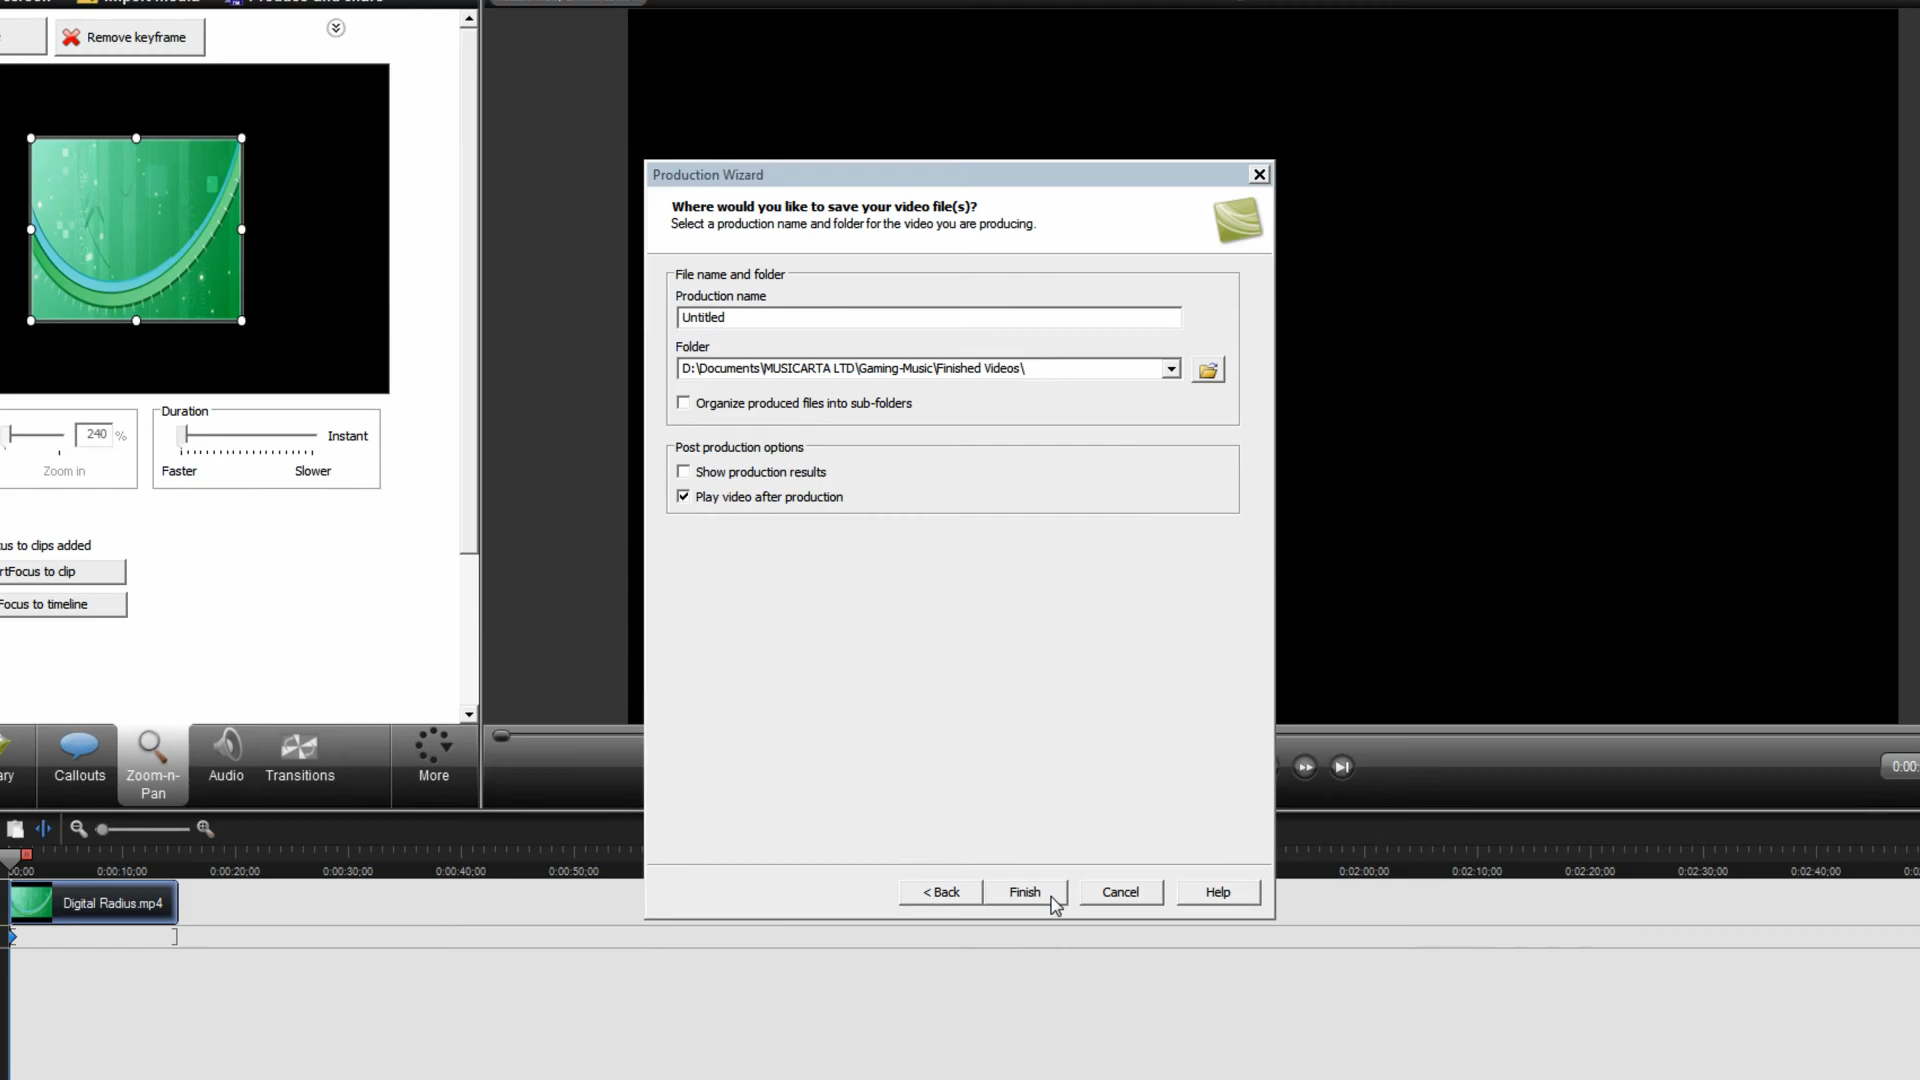 Remove keyframe
Production Wizard
Where would you like to save your video file(s)?
Select a production name and folder for the video you are producing.
File name and folder
Production name
Untitled
Folder
D:\Documents\MUSICARTA LTD\Gaming-Music\Finished Videos\
Organize produced files into sub-folders
Post production options
Show production results
Play video after production
< Back
Finish
Cancel
Help
Duration
240 %
Instant
Zoom in
Faster
Slower
us to clips added
rtFocus to clip
Focus to timeline
ary
Callouts
Zoom-n-
Pan
Audio
Transitions
More
0:00:
0:00:10;00
0:00:20;00
0:00:30;00
0:00:40;00
0:00:50;00
0:02:00;00
0:02:10;00
0:02:20;00
0:02:30;00
0:02:40;00
Digital Radius.mp4